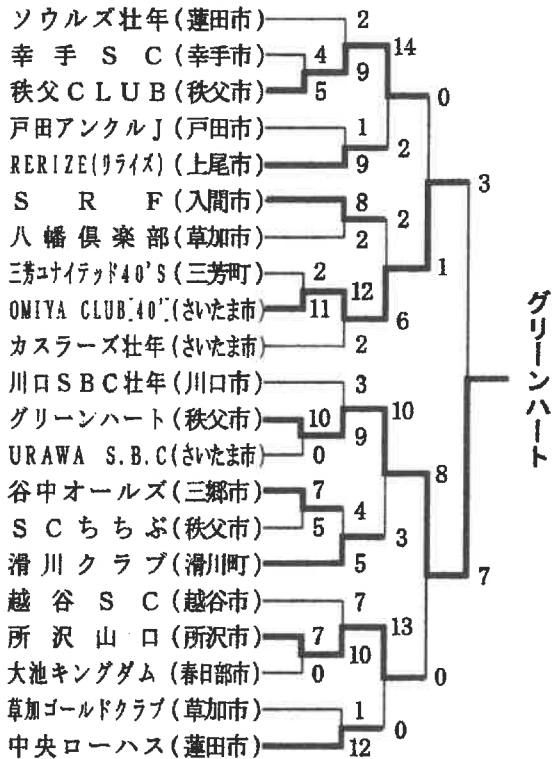 ソウルズ壮年(蓮田市) 2
幸手SC(幸手市) 4
秩父CLUB(秩父市) 5
9
14
戸田アンクルJ(戸田市) 1
RERIZE(リライズ)(上尾市) 9
2
0
SRF(入間市) 8
八幡倶楽部(草加市) 2
2
三芳ユナイテッド40'S(三芳町) 2
OMIYA CLUB"40"(さいたま市) 11
12
カスラーズ壮年(さいたま市) 2
6
1
3
川口SBC壮年(川口市) 3
グリーンハート(秩父市) 10
URAWA S.B.C(さいたま市) 0
9
10
谷中オールズ(三郷市) 7
SCちちぶ(秩父市) 5
4
滑川クラブ(滑川町) 5
3
8
越谷SC(越谷市) 7
所沢山口(所沢市) 7
大池キングダム(春日部市) 0
10
13
草加ゴールドクラブ(草加市) 1
中央ローハス(蓮田市) 12
0
0
7
グリーンハート